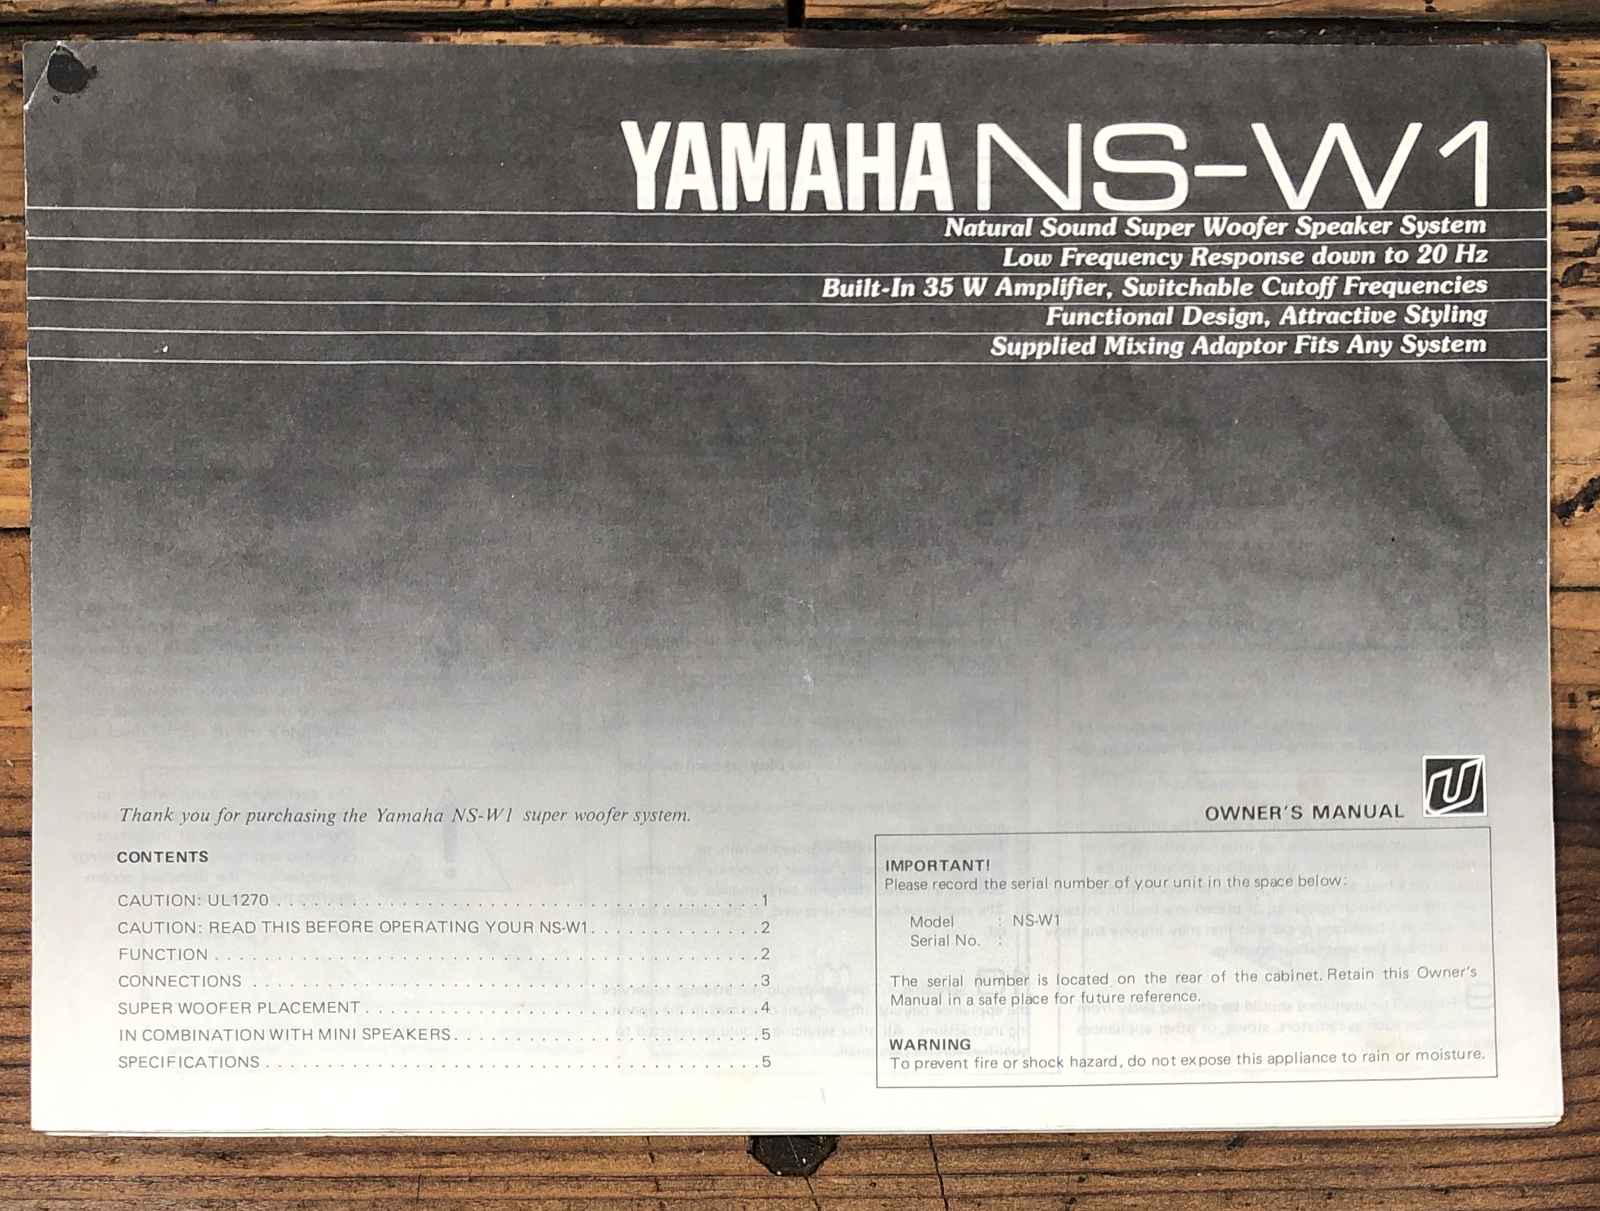 YAMAHA NS-W1
Natural Sound Super Woofer Speaker System
Low Frequency Response down to 20 Hz
Built-In 35 W Amplifier, Switchable Cutoff Frequencies
Functional Design, Attractive Styling
Supplied Mixing Adaptor Fits Any System
Thank you for purchasing the Yamaha NS-W1 super woofer system.
CONTENTS
CAUTION: UL1270 . . . . . . . . . . . . . . . . . . . . . . . . . . . . . . . . . . . 1
CAUTION: READ THIS BEFORE OPERATING YOUR NS-W1. . . . . . . . . . . . . 2
FUNCTION . . . . . . . . . . . . . . . . . . . . . . . . . . . . . . . . . . . . . . . . 2
CONNECTIONS . . . . . . . . . . . . . . . . . . . . . . . . . . . . . . . . . . . . . 3
SUPER WOOFER PLACEMENT . . . . . . . . . . . . . . . . . . . . . . . . . . . . . 4
IN COMBINATION WITH MINI SPEAKERS. . . . . . . . . . . . . . . . . . . . . . . 5
SPECIFICATIONS . . . . . . . . . . . . . . . . . . . . . . . . . . . . . . . . . . . . 5
OWNER'S MANUAL
IMPORTANT!
Please record the serial number of your unit in the space below:
Model : NS-W1
Serial No. :
The serial number is located on the rear of the cabinet. Retain this Owner's
Manual in a safe place for future reference.
WARNING
To prevent fire or shock hazard, do not expose this appliance to rain or moisture.